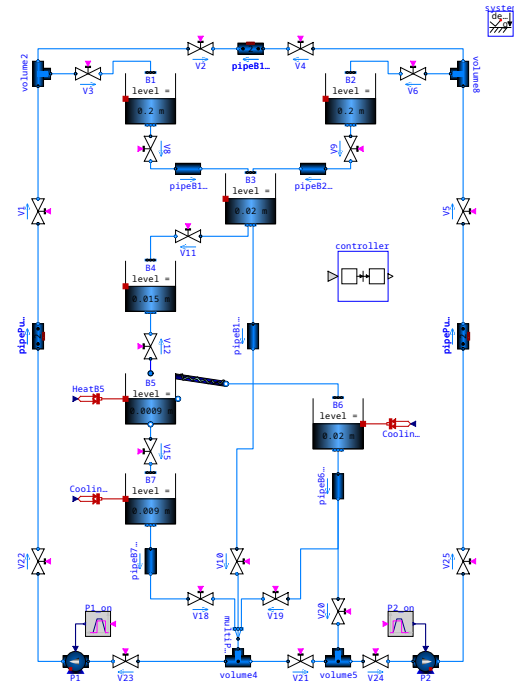 system
de…
V2
pipeB1…
V4
volume2
V3
B1
level =
0.2 m
B2
level =
0.2 m
V6
volume8
V8
V9
pipeB1…
pipeB2…
B3
level =
0.02 m
V1
V5
V11
controller
B4
level =
0.015 m
pipePu…
V12
pipeB1…
pipePu…
HeatB5
B5
level =
0.0009 m
B6
level =
0.02 m
Coolin…
V15
B7
level =
0.009 m
Coolin…
pipeB6…
V22
pipeB7…
V10
V25
V18
V19
V20
multiP…
P1_on
P2_on
P1
V23
volume4
V21
volume5
V24
P2